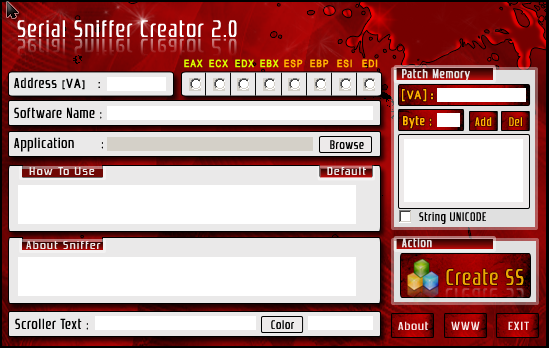 Serial Sniffer Creator 2.0
EAX ECX EDX EBX ESP EBP ESI EDI
Address [VA] :
Software Name :
Application : Browse
How To Use Default
About Sniffer
Scroller Text : Color
Patch Memory
[VA] :
Byte : Add Del
String UNICODE
Action
Create SS
About WWW EXIT